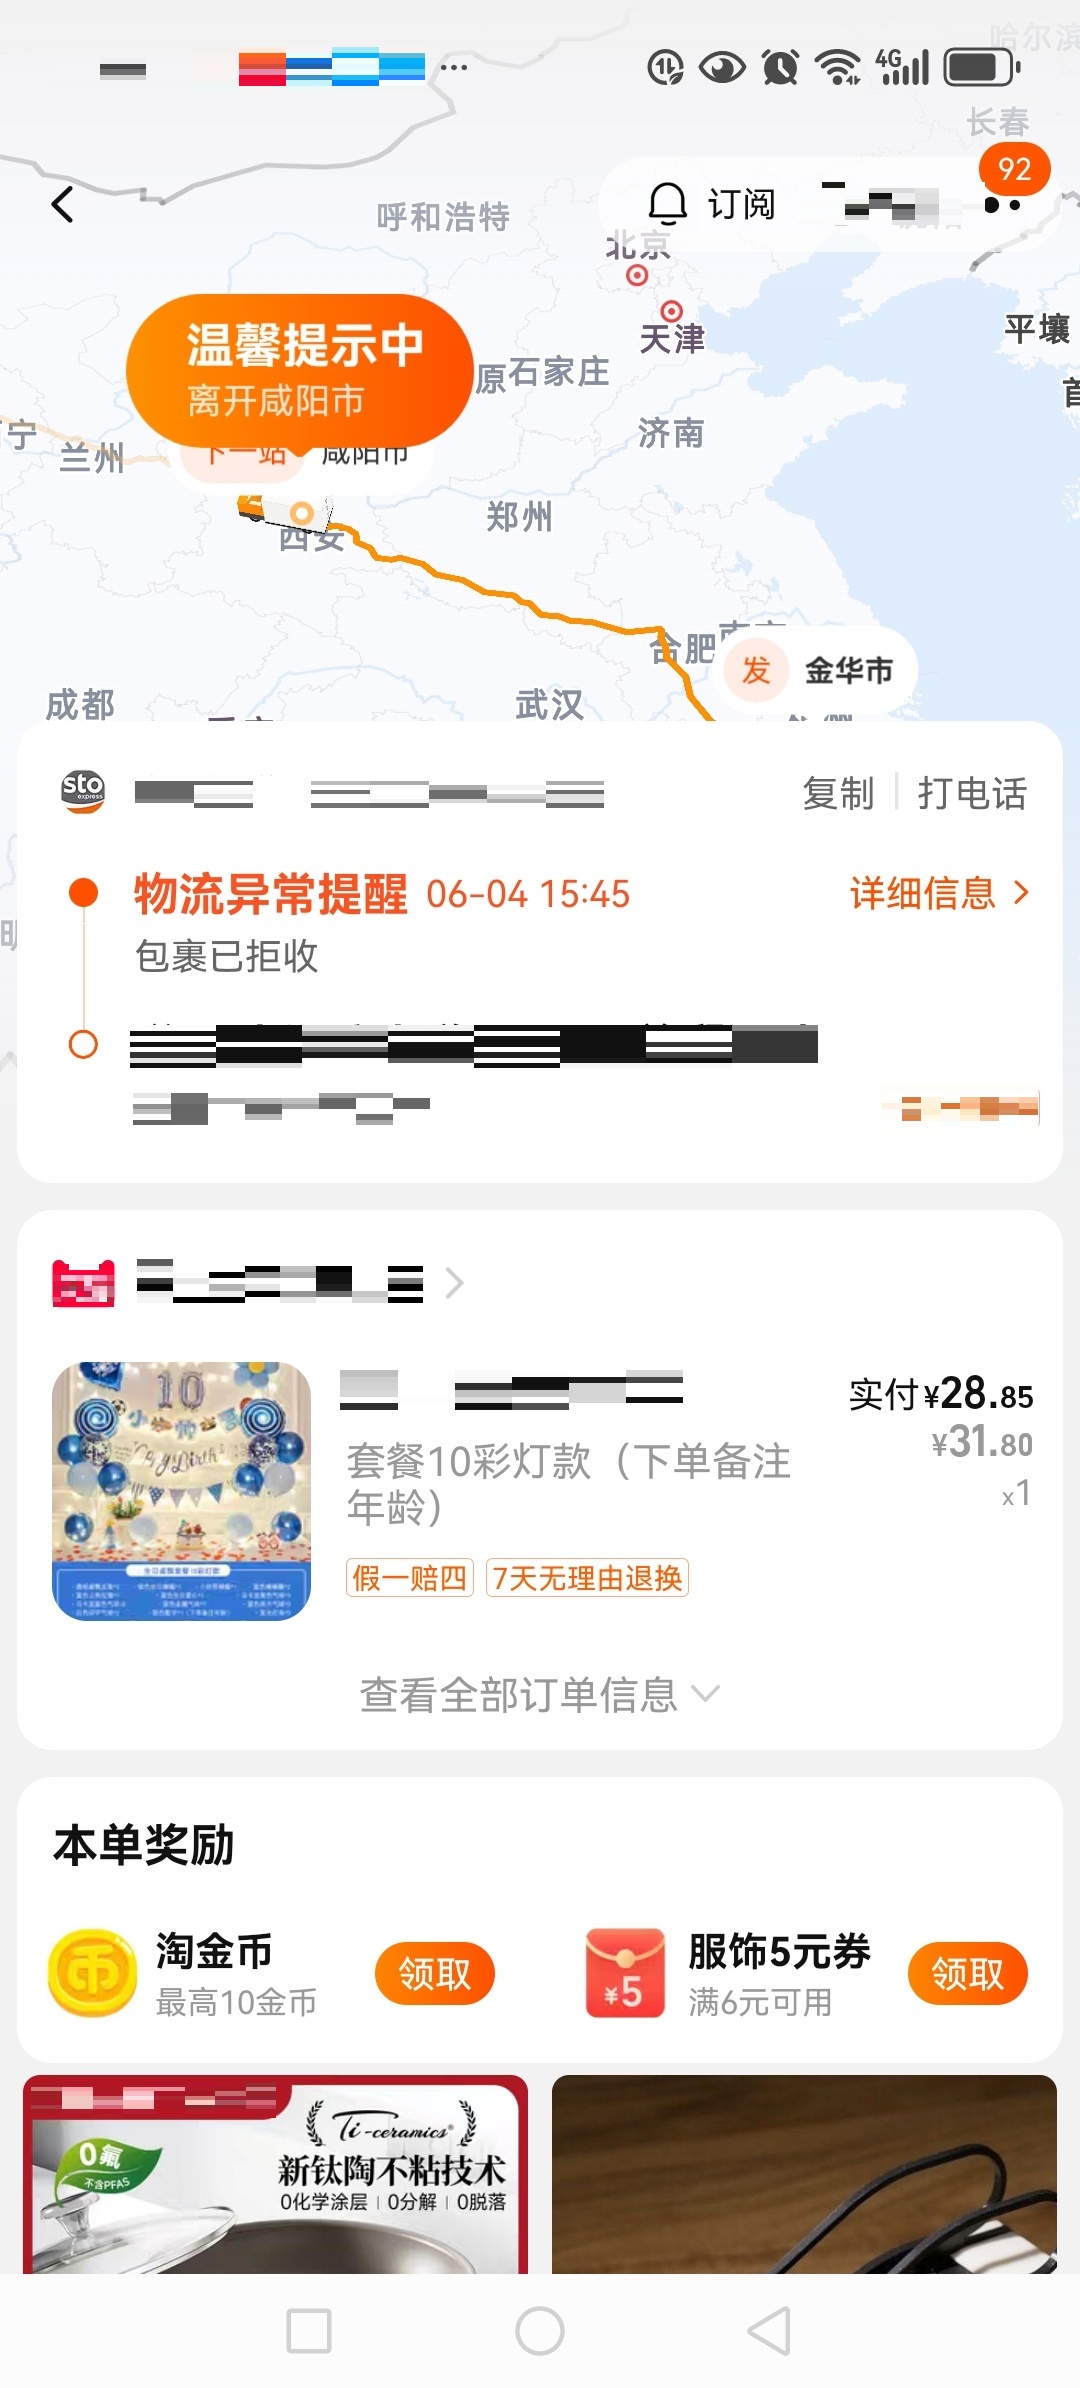 哈尔滨
4G
长春
92
订阅
呼和浩特
北京
天津
平壤
首
温馨提示中
离开咸阳市
原
石家庄
济南
宁
兰州
下一站
咸阳市
西安
郑州
合肥
南京
发 金华市
成都
武汉
sto
express
复制
打电话
物流异常提醒 06-04 15:45
详细信息
包裹已拒收
实付¥28.85
¥31.80
x1
套餐10彩灯款（下单备注
年龄）
假一赔四
7天无理由退换
10
查看全部订单信息
本单奖励
币
淘金币
最高10金币
领取
¥5
服饰5元券
满6元可用
领取
Ti-ceramics®
0氟
不含PFAS
新钛陶不粘技术
0化学涂层 | 0分解 | 0脱落